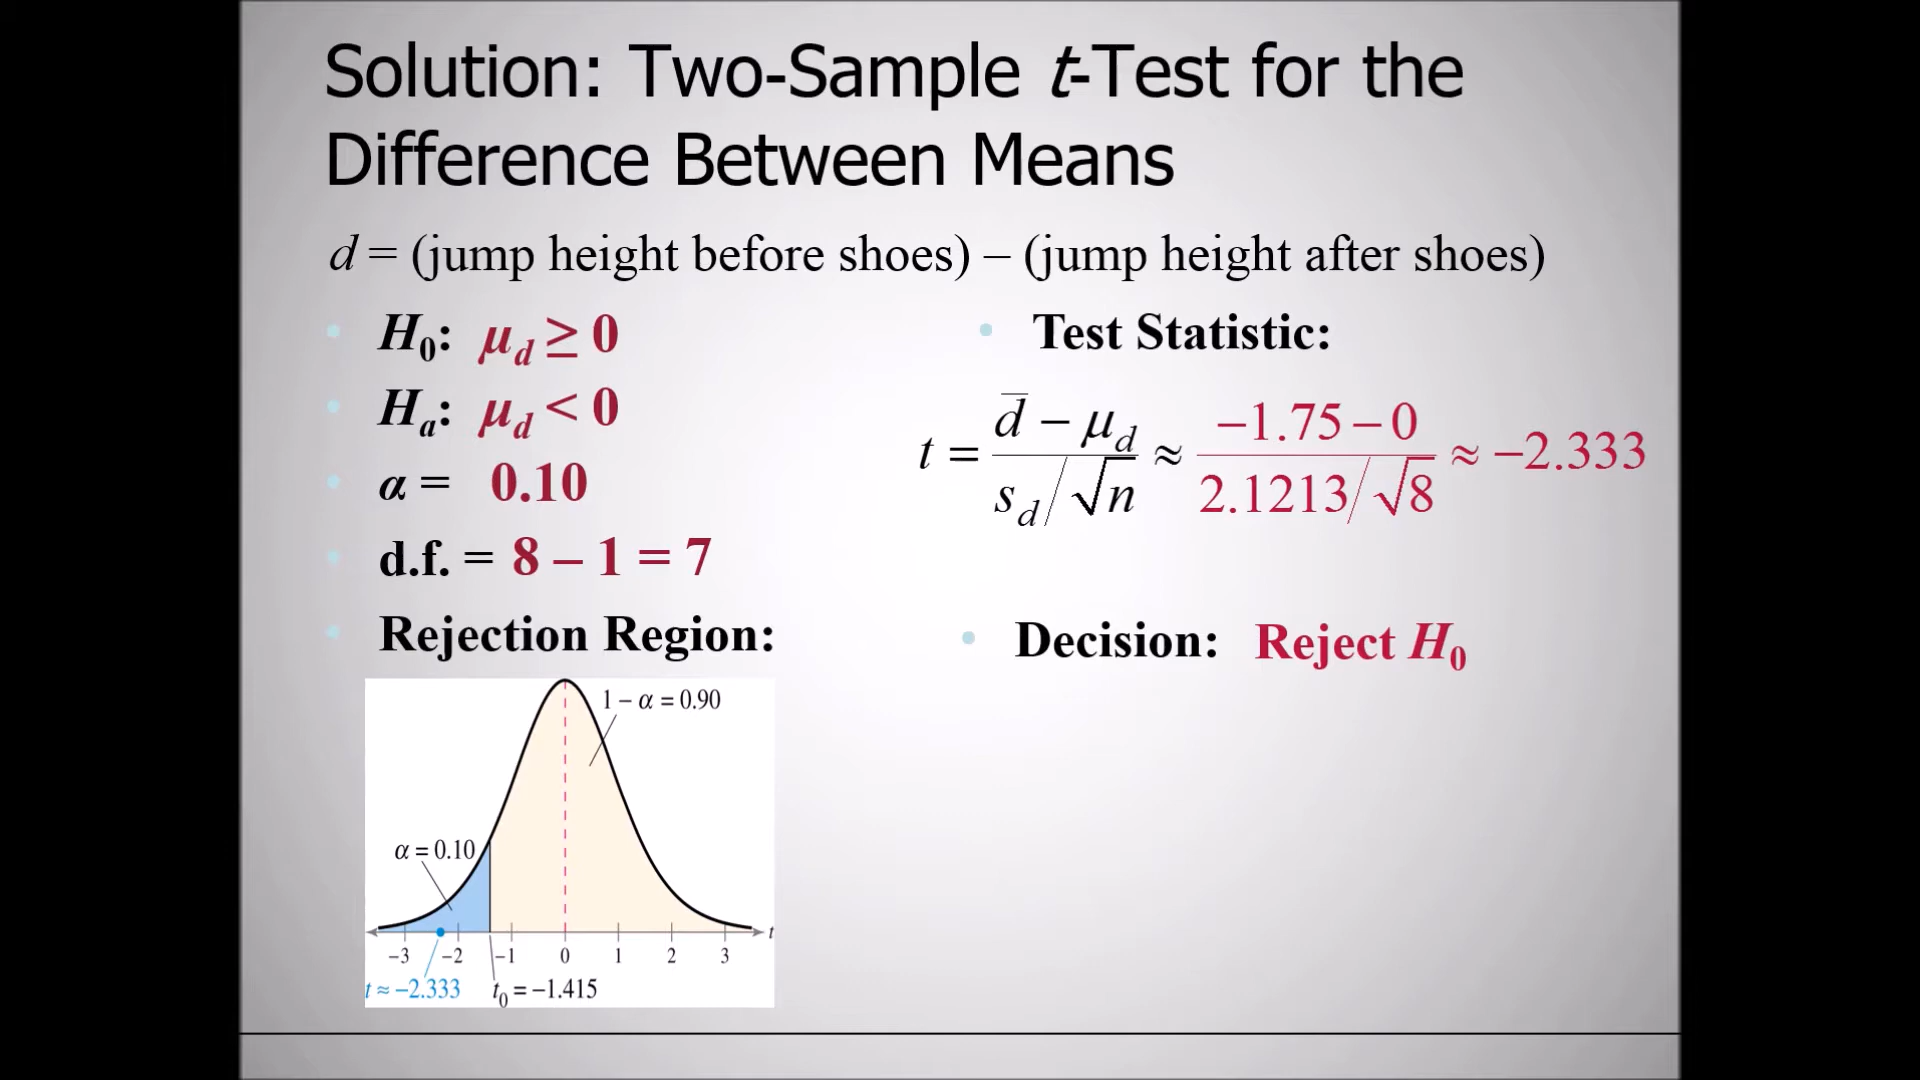 Solution: Two-Sample t-Test for the
Difference Between Means
d = (jump height before shoes) – (jump height after shoes)
• H₀: μ_d ≥ 0
• Hₐ: μ_d < 0
• α = 0.10
• d.f. = 8 – 1 = 7
• Rejection Region:
1 – α = 0.90
α = 0.10
–3 –2 –1 0 1 2 3 t
t ≈ –2.333 t₀ = –1.415
• Test Statistic:
t = (d̄ – μ_d)/(s_d/√n) ≈ (–1.75 – 0)/(2.1213/√8) ≈ –2.333
• Decision: Reject H₀